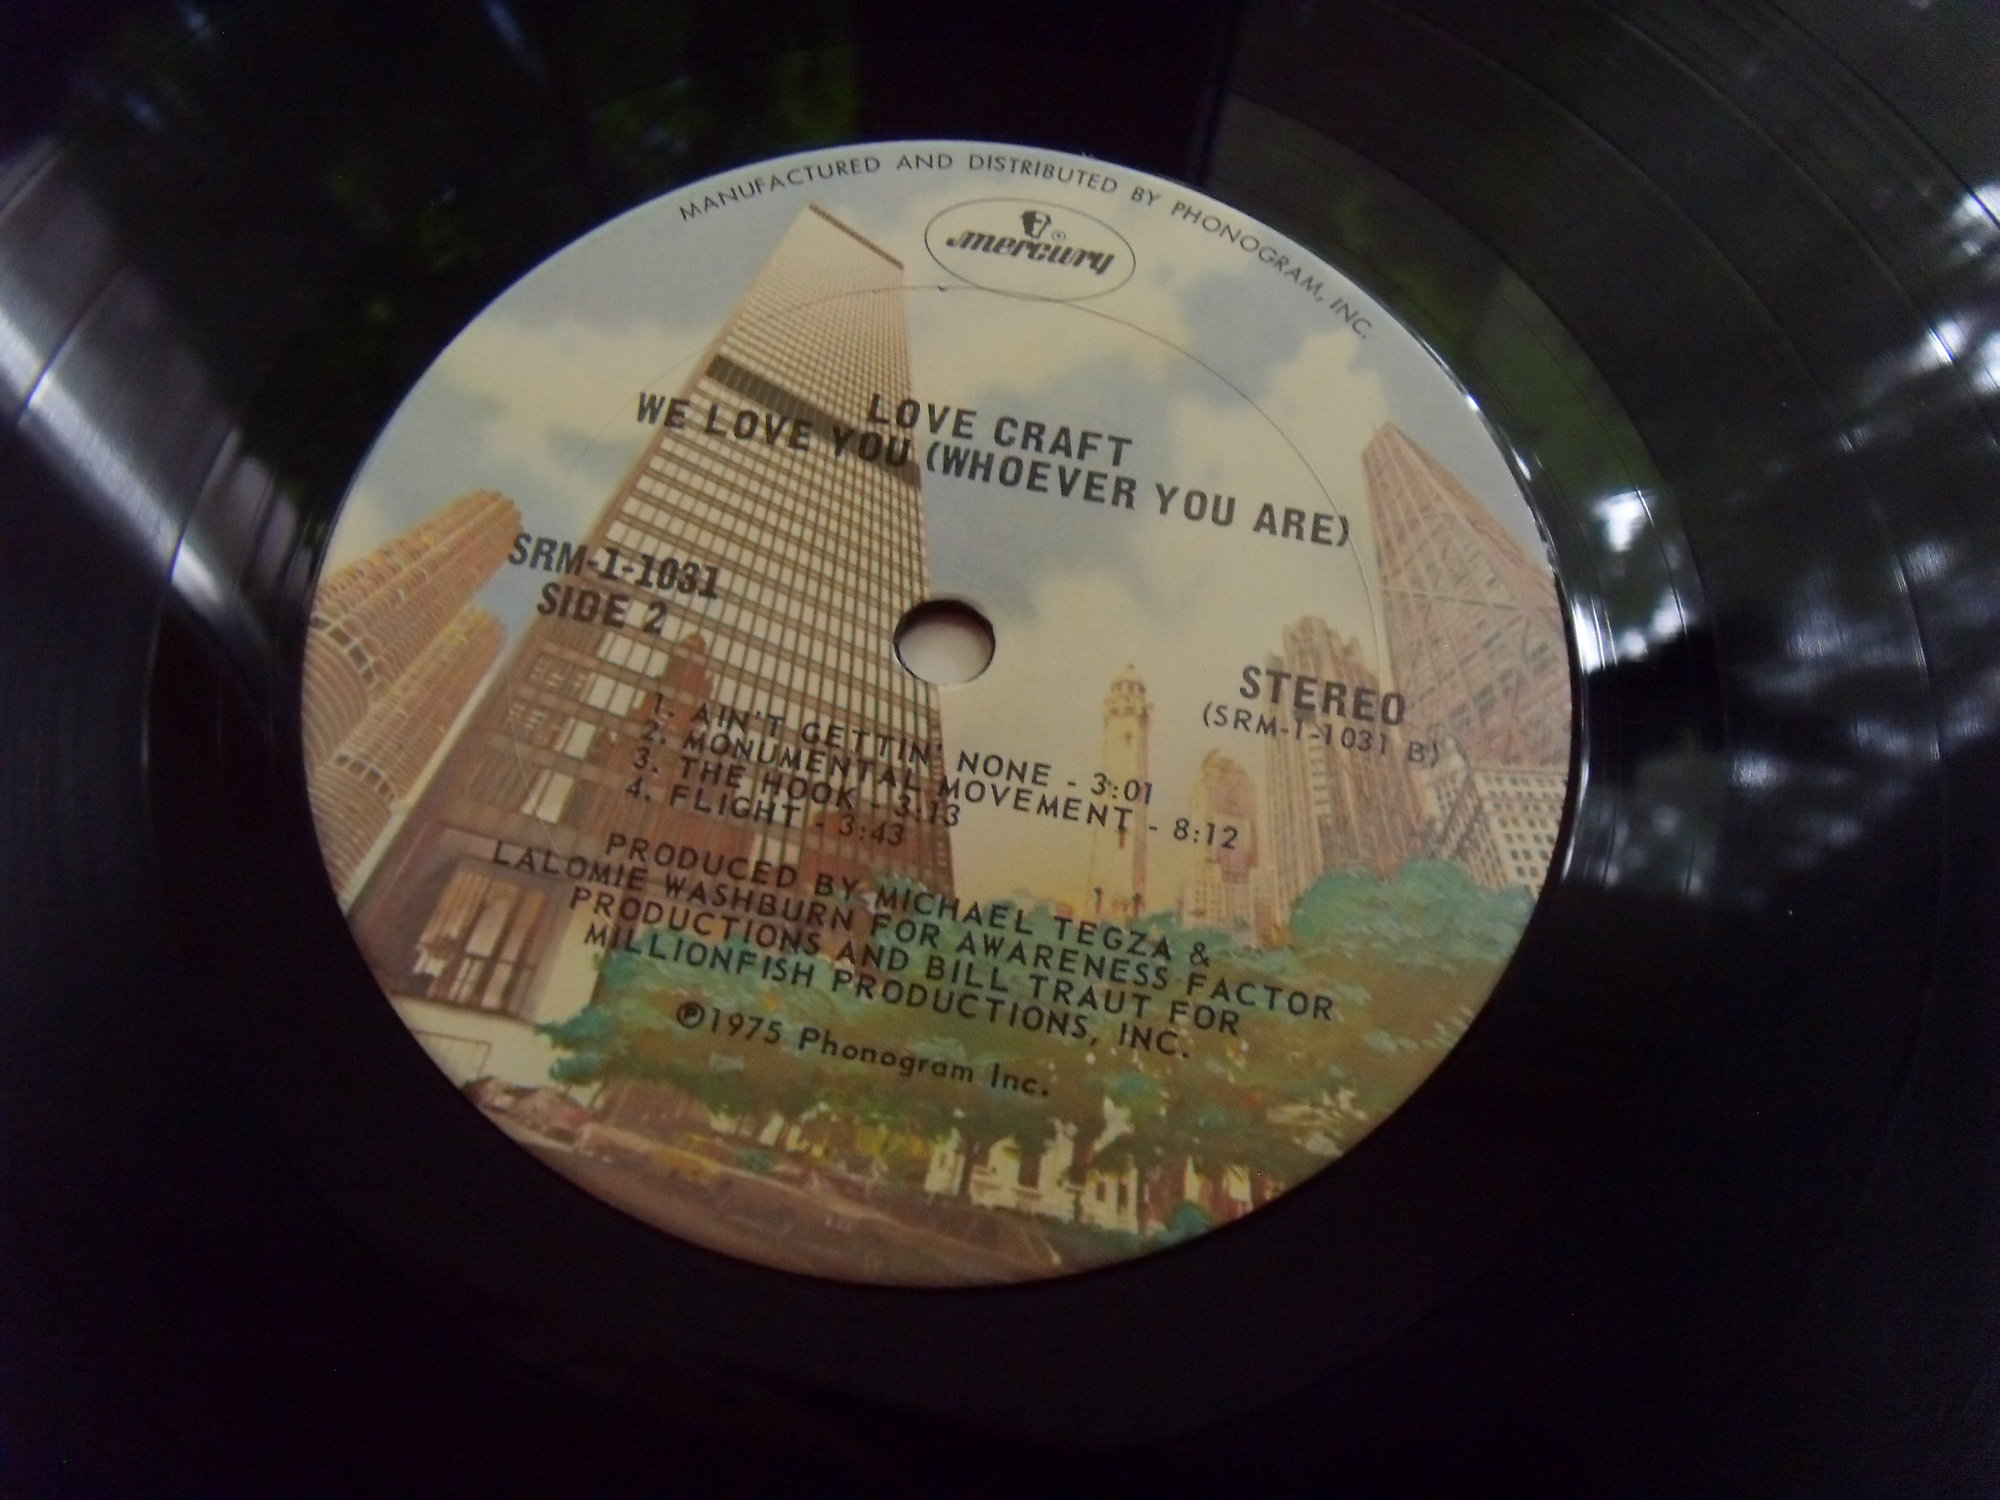 MANUFACTURED AND DISTRIBUTED BY PHONOGRAM, INC.
mercury ®
LOVE CRAFT
WE LOVE YOU (WHOEVER YOU ARE)
SRM-1-1031
SIDE 2
STEREO
(SRM-1-1031 B)
1. AIN'T GETTIN' NONE - 3:01
2. MONUMENTAL MOVEMENT - 8:12
3. THE HOOK - 3:13
4. FLIGHT - 3:43
PRODUCED BY MICHAEL TEGZA &
LALOMIE WASHBURN FOR AWARENESS FACTOR
PRODUCTIONS AND BILL TRAUT FOR
MILLIONFISH PRODUCTIONS, INC.
℗1975 Phonogram Inc.